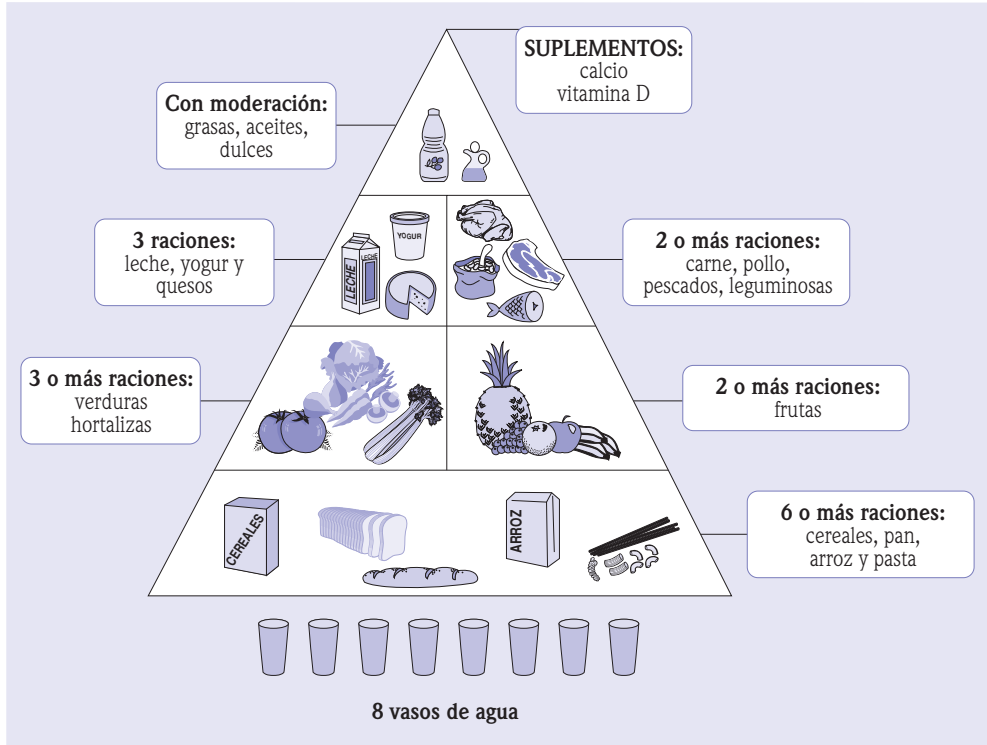 SUPLEMENTOS:
calcio
vitamina D
Con moderación:
grasas, aceites,
dulces
3 raciones:
leche, yogur y
quesos
YOGUR
LECHE
LECHE
2 o más raciones:
carne, pollo,
pescados, leguminosas
3 o más raciones:
verduras
hortalizas
2 o más raciones:
frutas
CEREALES
ARROZ
6 o más raciones:
cereales, pan,
arroz y pasta
8 vasos de agua